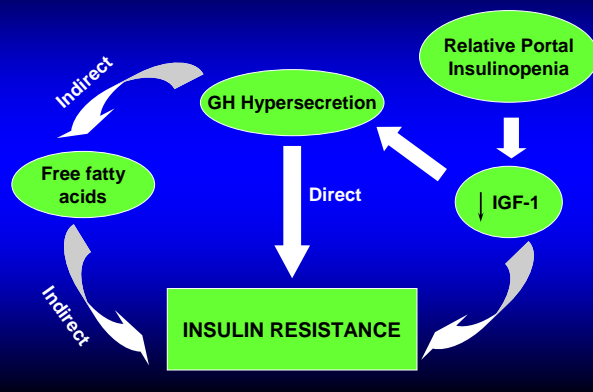 Relative Portal
Insulinopenia
Indirect
GH Hypersecretion
Free fatty
acids
Direct
↓ IGF-1
Indirect
INSULIN RESISTANCE